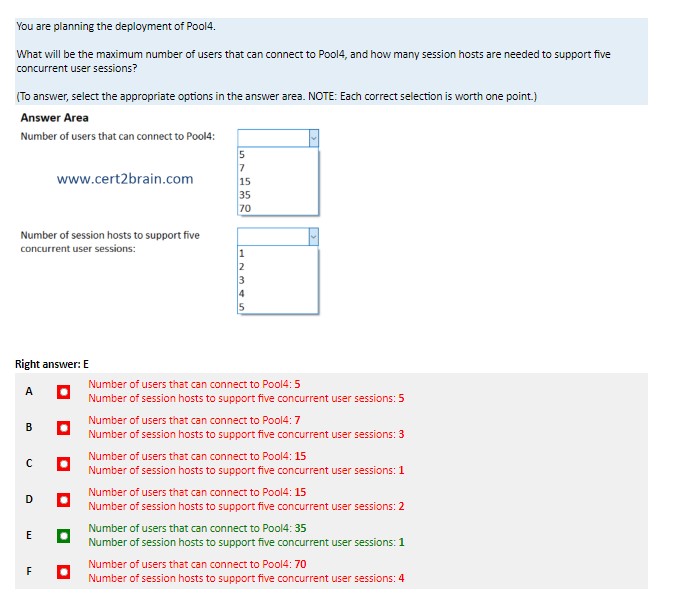 You are planning the deployment of Pool4.
What will be the maximum number of users that can connect to Pool4, and how many session hosts are needed to support five
concurrent user sessions?
(To answer, select the appropriate options in the answer area. NOTE: Each correct selection is worth one point.)
Answer Area
Number of users that can connect to Pool4:
5
7
15
35
70
www.cert2brain.com
Number of session hosts to support five
concurrent user sessions:
1
2
3
4
5
Right answer: E
A
Number of users that can connect to Pool4: 5
Number of session hosts to support five concurrent user sessions: 5
B
Number of users that can connect to Pool4: 7
Number of session hosts to support five concurrent user sessions: 3
C
Number of users that can connect to Pool4: 15
Number of session hosts to support five concurrent user sessions: 1
D
Number of users that can connect to Pool4: 15
Number of session hosts to support five concurrent user sessions: 2
E
Number of users that can connect to Pool4: 35
Number of session hosts to support five concurrent user sessions: 1
F
Number of users that can connect to Pool4: 70
Number of session hosts to support five concurrent user sessions: 4